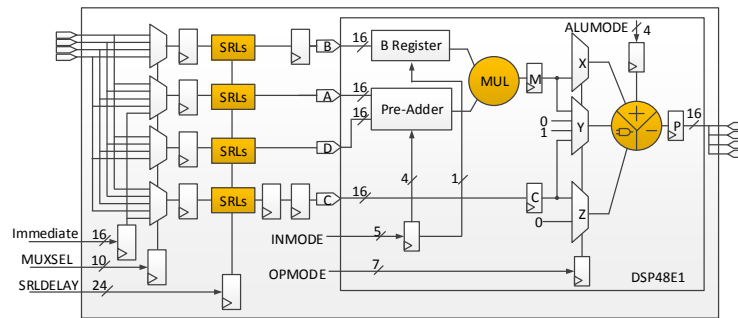 ALUMODE 4
16 SRLs B 16 B Register
MUL M X
SRLs A 16 Pre-Adder
16
0 Y P 16
1
SRLs D
4 1
SRLs C 16 C
Z
0
Immediate 16
INMODE 5
MUXSEL 10
OPMODE 7
DSP48E1
SRLDELAY 24